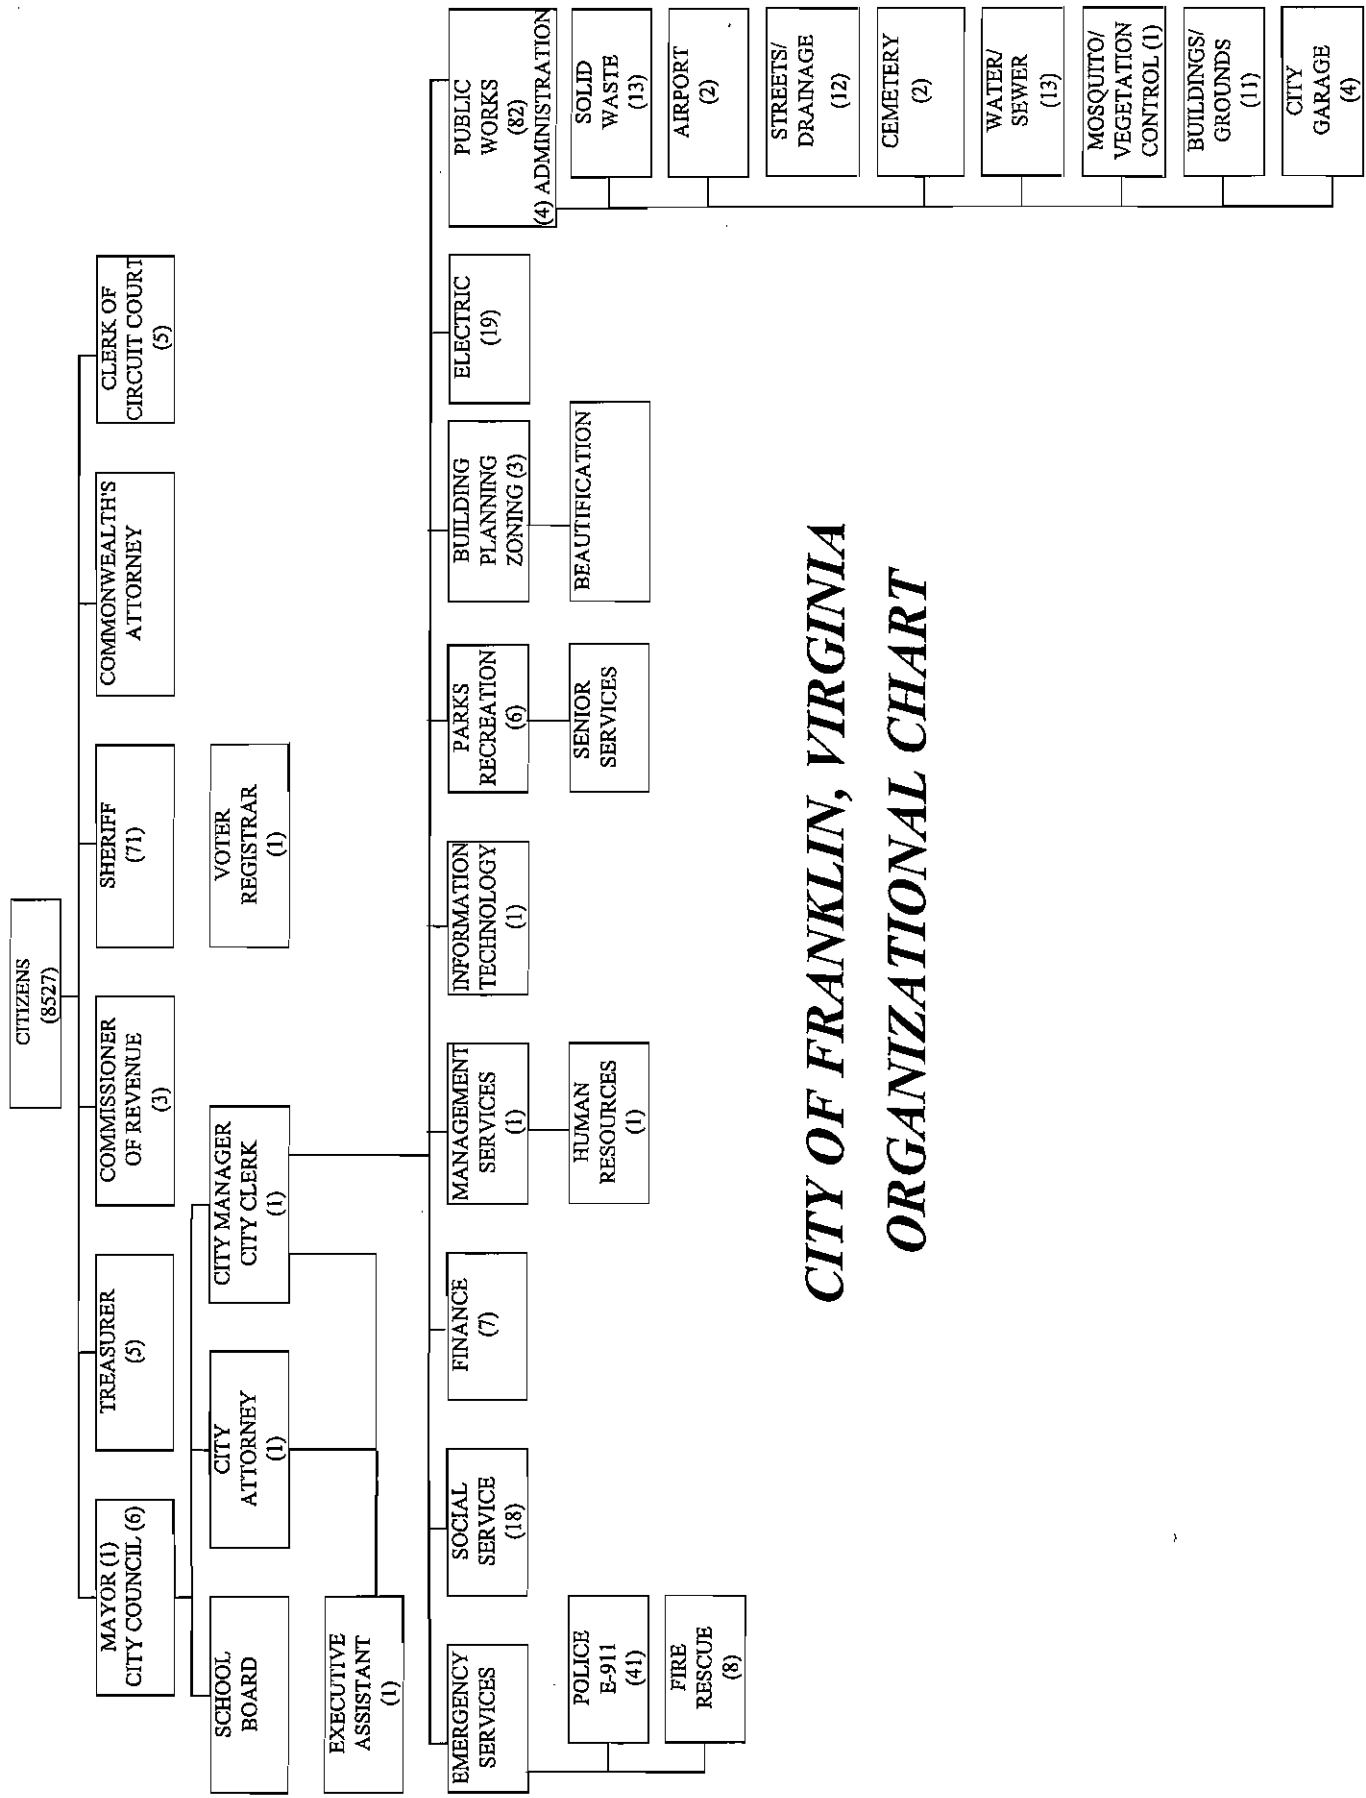 CITIZENS
(8527)
MAYOR (1)
CITY COUNCIL (6)
TREASURER
(5)
COMMISSIONER
OF REVENUE
(3)
SHERIFF
(71)
COMMONWEALTH'S
ATTORNEY
CLERK OF
CIRCUIT COURT
(5)
SCHOOL
BOARD
CITY
ATTORNEY
(1)
CITY MANAGER
CITY CLERK
(1)
VOTER
REGISTRAR
(1)
EXECUTIVE
ASSISTANT
(1)
EMERGENCY
SERVICES
SOCIAL
SERVICE
(18)
FINANCE
(7)
MANAGEMENT
SERVICES
(1)
INFORMATION
TECHNOLOGY
(1)
PARKS
RECREATION
(6)
BUILDING
PLANNING
ZONING (3)
ELECTRIC
(19)
PUBLIC
WORKS
(82)
(4) ADMINISTRATION
POLICE
E-911
(41)
FIRE
RESCUE
(8)
HUMAN
RESOURCES
(1)
SENIOR
SERVICES
BEAUTIFICATION
SOLID
WASTE
(13)
AIRPORT
(2)
STREETS/
DRAINAGE
(12)
CEMETERY
(2)
WATER/
SEWER
(13)
MOSQUITO/
VEGETATION
CONTROL (1)
BUILDINGS/
GROUNDS
(11)
CITY
GARAGE
(4)
CITY OF FRANKLIN, VIRGINIA
ORGANIZATIONAL CHART